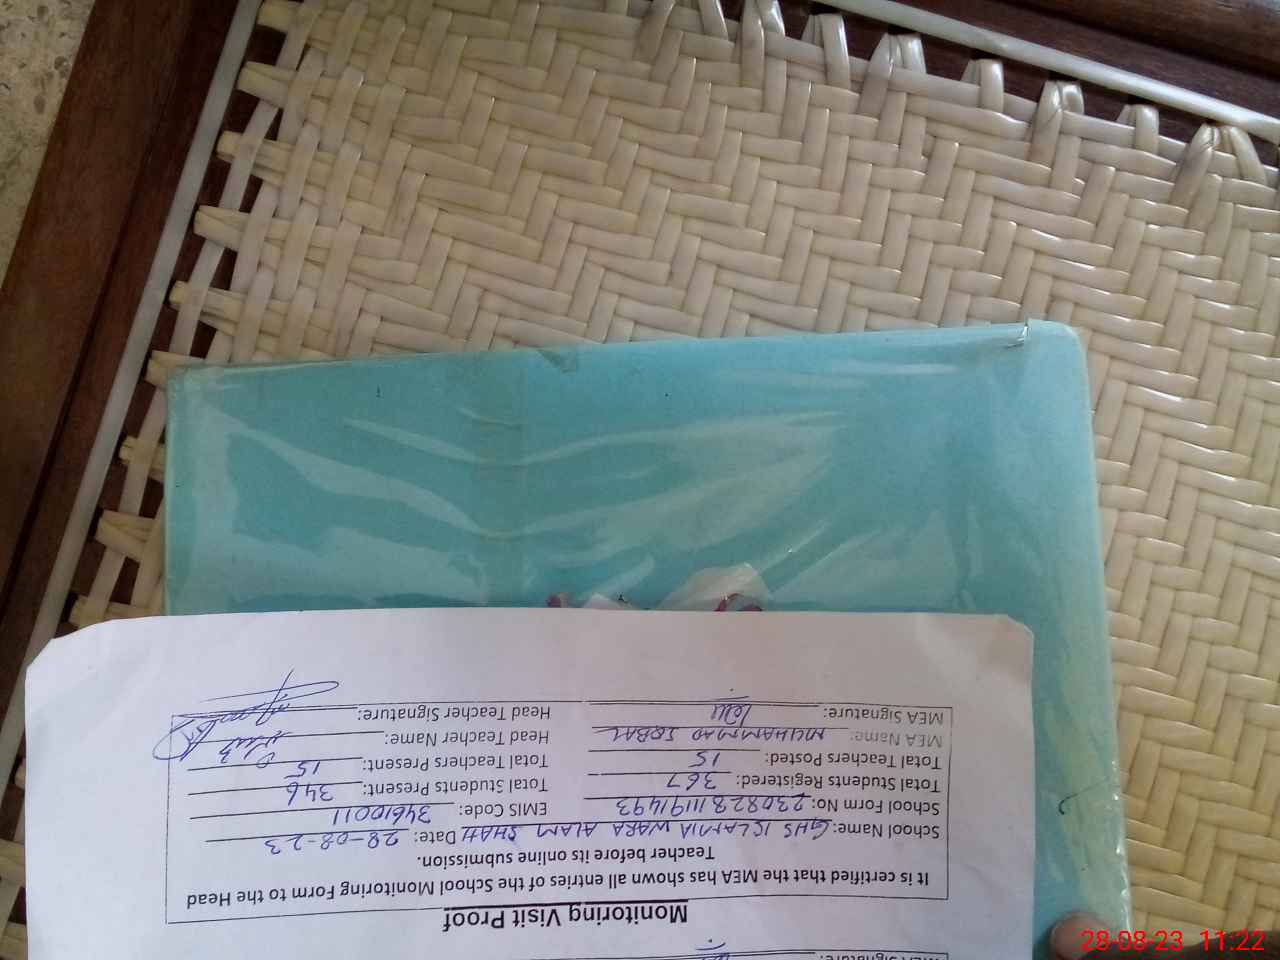 Monitoring Visit Proof
It is certified that the MEA has shown all entries of the School Monitoring Form to the Head
Teacher before its online submission.
School Name: GHS ISLAMIA WARA ALAM SHAH Date: 28-08-23
School Form No: 230828111191493 EMIS Code: 34610011
Total Students Registered: 367 Total Students Present: 346
Total Teachers Posted: 15 Total Teachers Present: 15
MEA Name: MUHAMMAD IQBAL Head Teacher Name:
MEA Signature: Head Teacher Signature:
28-08-23 11:22